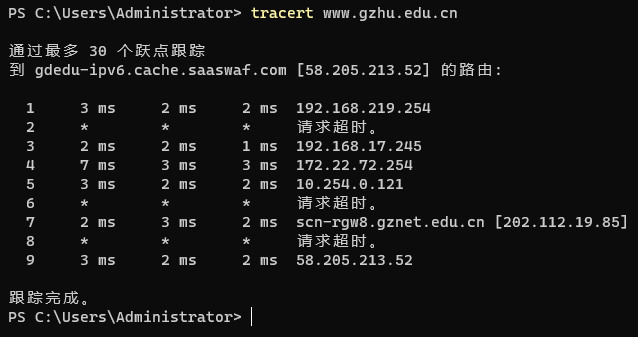 PS C:\Users\Administrator> tracert www.gzhu.edu.cn
通过最多 30 个跃点跟踪
到 gdedu-ipv6.cache.saaswaf.com [58.205.213.52] 的路由:
1 3 ms 2 ms 2 ms 192.168.219.254
2 * * * 请求超时。
3 2 ms 2 ms 1 ms 192.168.17.245
4 7 ms 3 ms 3 ms 172.22.72.254
5 3 ms 2 ms 2 ms 10.254.0.121
6 * * * 请求超时。
7 2 ms 3 ms 2 ms scn-rgw8.gznet.edu.cn [202.112.19.85]
8 * * * 请求超时。
9 3 ms 2 ms 2 ms 58.205.213.52
跟踪完成。
PS C:\Users\Administrator>